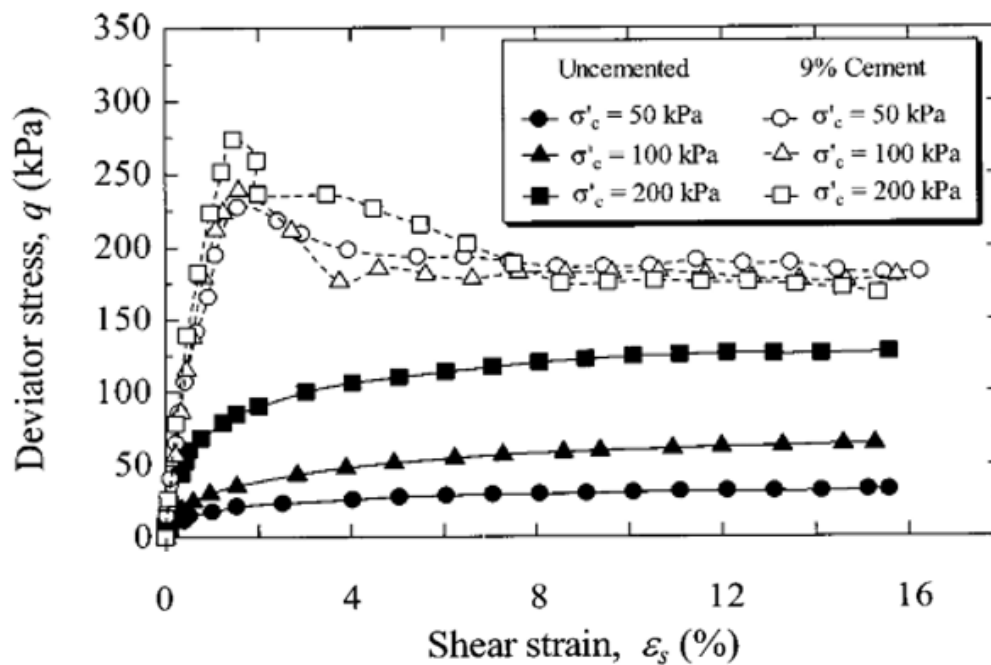 350
300
250
200
150
100
50
0
Deviator stress, q (kPa)
Uncemented 9% Cement
σ'c = 50 kPa σ'c = 50 kPa
σ'c = 100 kPa σ'c = 100 kPa
σ'c = 200 kPa σ'c = 200 kPa
0 4 8 12 16
Shear strain, εs (%)